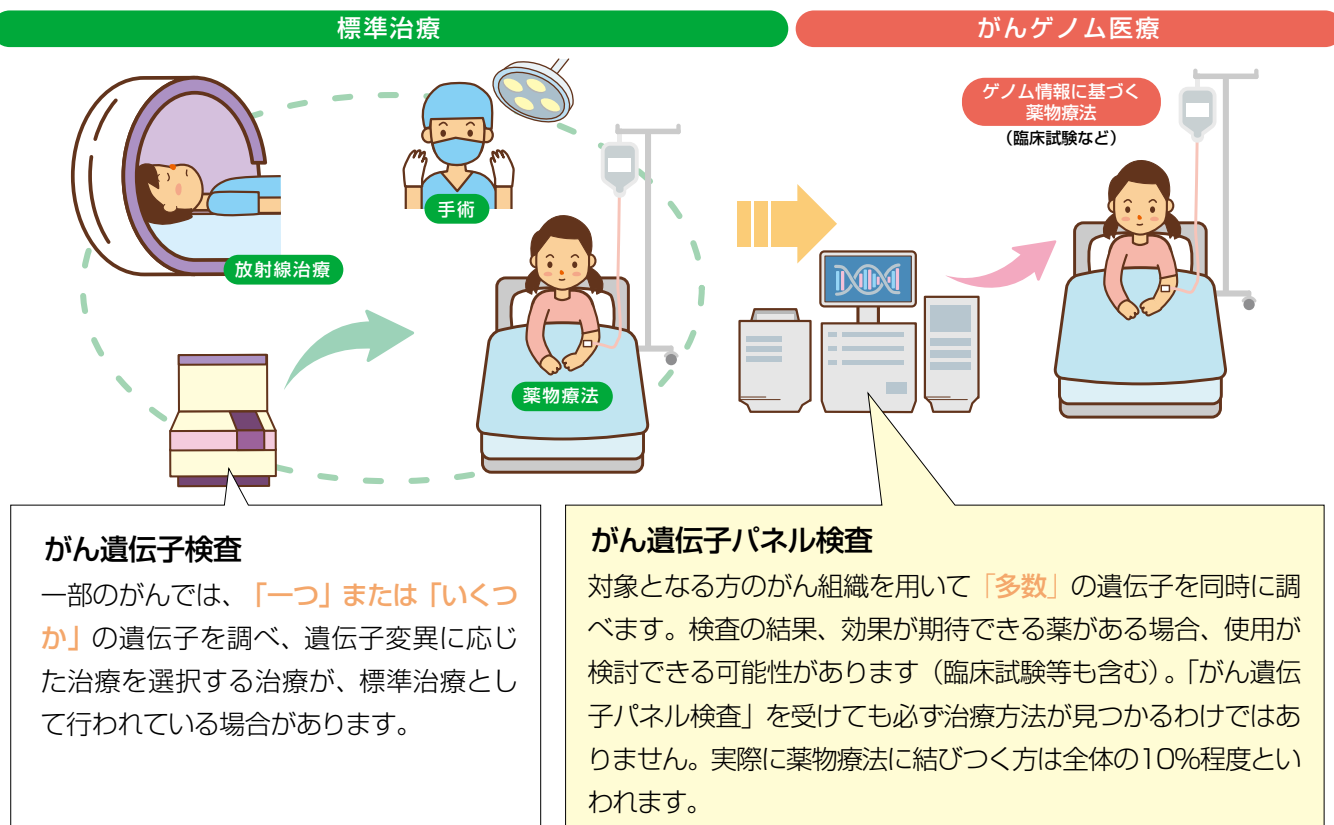 標準治療
がんゲノム医療
ゲノム情報に基づく
薬物療法
（臨床試験など）
手術
放射線治療
薬物療法
がん遺伝子検査
一部のがんでは、「一つ」または「いくつ
か」の遺伝子を調べ、遺伝子変異に応じ
た治療を選択する治療が、標準治療とし
て行われている場合があります。
がん遺伝子パネル検査
対象となる方のがん組織を用いて「多数」の遺伝子を同時に調
べます。検査の結果、効果が期待できる薬がある場合、使用が
検討できる可能性があります（臨床試験等も含む）。「がん遺伝
子パネル検査」を受けても必ず治療方法が見つかるわけではあ
りません。実際に薬物療法に結びつく方は全体の10%程度とい
われます。